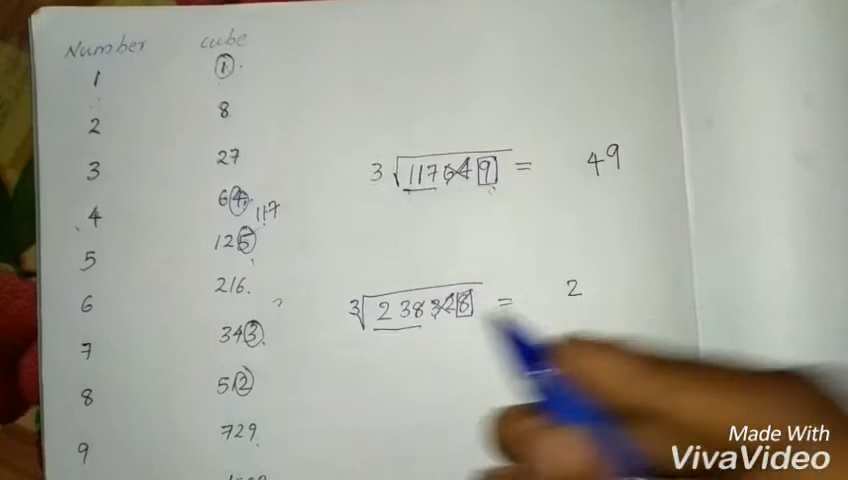 Number cube
1 1
2 8
3 27
4 64
117
5 125
6 216
7 343
8 512
9 729
3√117649 = 49
3√238328 = 2
Made With
VivaVideo